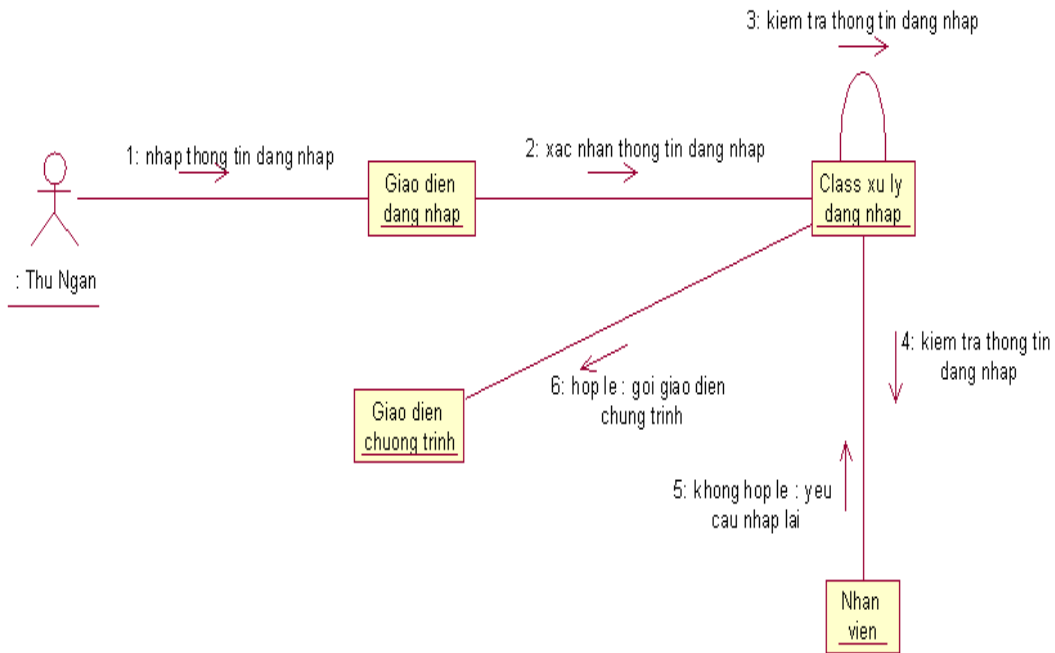 3: kiem tra thong tin dang nhap
1: nhap thong tin dang nhap
2: xac nhan thong tin dang nhap
Giao dien
dang nhap
Class xu ly
dang nhap
: Thu Ngan
4: kiem tra thong tin
dang nhap
6: hop le : goi giao dien
chung trinh
Giao dien
chuong trinh
5: khong hop le : yeu
cau nhap lai
Nhan
vien